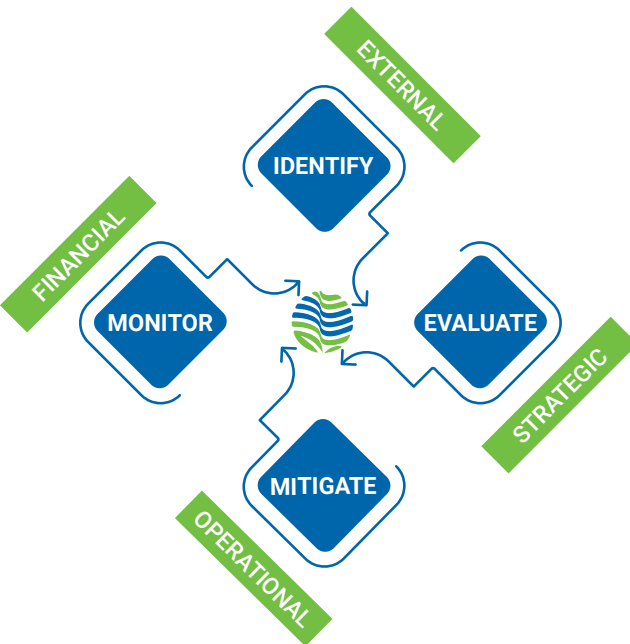 EXTERNAL
IDENTIFY
FINANCIAL
MONITOR
EVALUATE
STRATEGIC
MITIGATE
OPERATIONAL